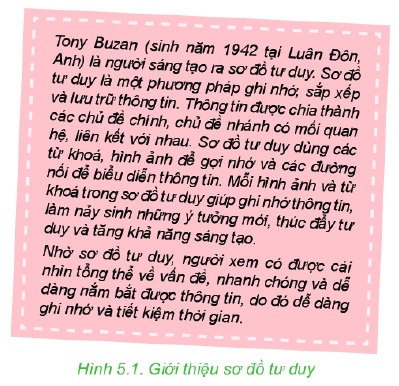 Tony Buzan (sinh năm 1942 tại Luân Đôn,
Anh) là người sáng tạo ra sơ đồ tư duy. Sơ đồ
tư duy là một phương pháp ghi nhớ, sắp xếp
và lưu trữ thông tin. Thông tin được chia thành
các chủ đề chính, chủ đề nhánh có mối quan
hệ, liên kết với nhau. Sơ đồ tư duy dùng các
từ khoá, hình ảnh để gợi nhớ và các đường
nối để biểu diễn thông tin. Mỗi hình ảnh và từ
khoá trong sơ đồ tư duy giúp ghi nhớ thông tin,
làm nảy sinh những ý tưởng mới, thúc đẩy tư
duy và tăng khả năng sáng tạo.
Nhờ sơ đồ tư duy, người xem có được cái
nhìn tổng thể về vấn đề, nhanh chóng và dễ
dàng nắm bắt được thông tin, do đó dễ dàng
ghi nhớ và tiết kiệm thời gian.
Hình 5.1. Giới thiệu sơ đồ tư duy